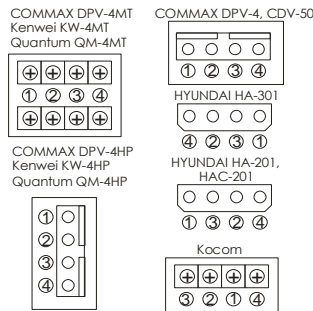 COMMAX DPV-4MT
Kenwei KW-4MT
Quantum QM-4MT
① ② ③ ④
COMMAX DPV-4HP
Kenwei KW-4HP
Quantum QM-4HP
①
②
③
④
COMMAX DPV-4, CDV-50
① ② ③ ④
HYUNDAI HA-301
④ ② ③ ①
HYUNDAI HA-201,
HAC-201
① ③ ② ④
Kocom
③ ② ① ④